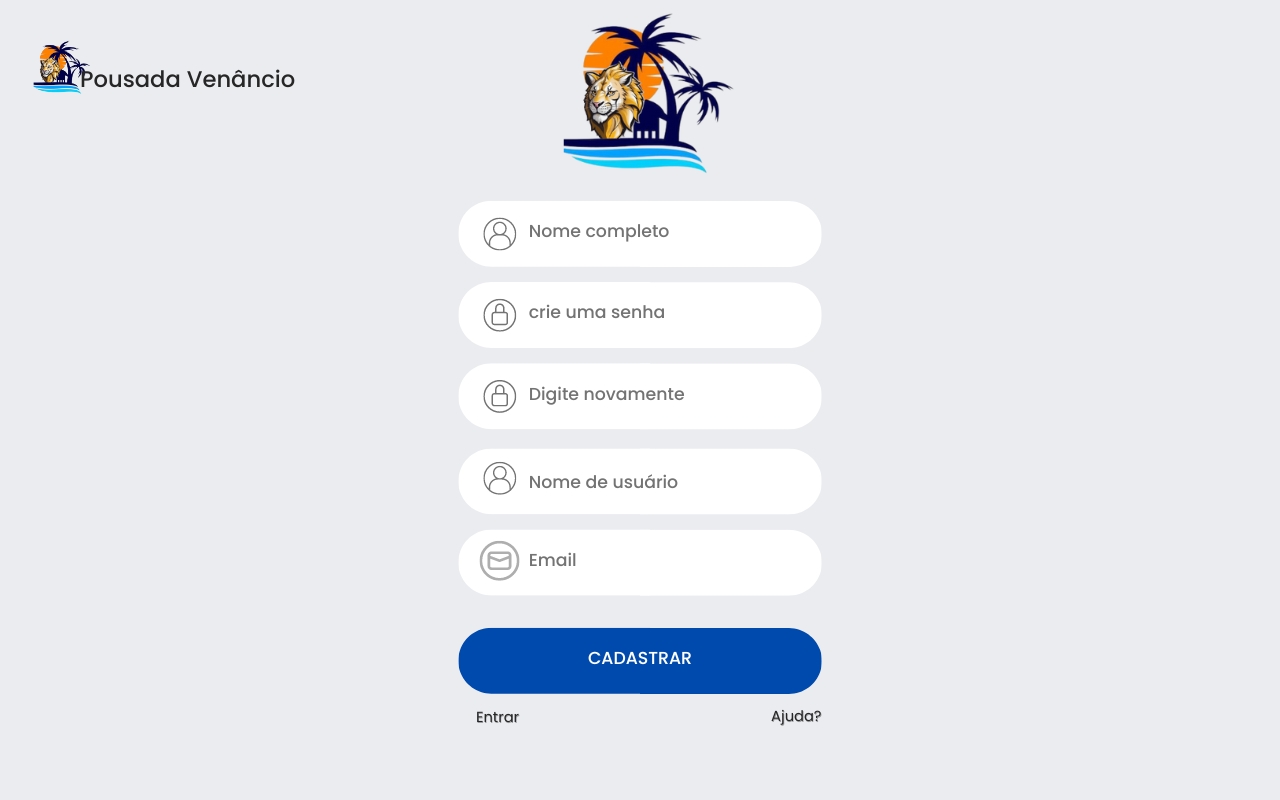 Pousada Venâncio
Nome completo
crie uma senha
Digite novamente
Nome de usuário
Email
CADASTRAR
Entrar
Ajuda?